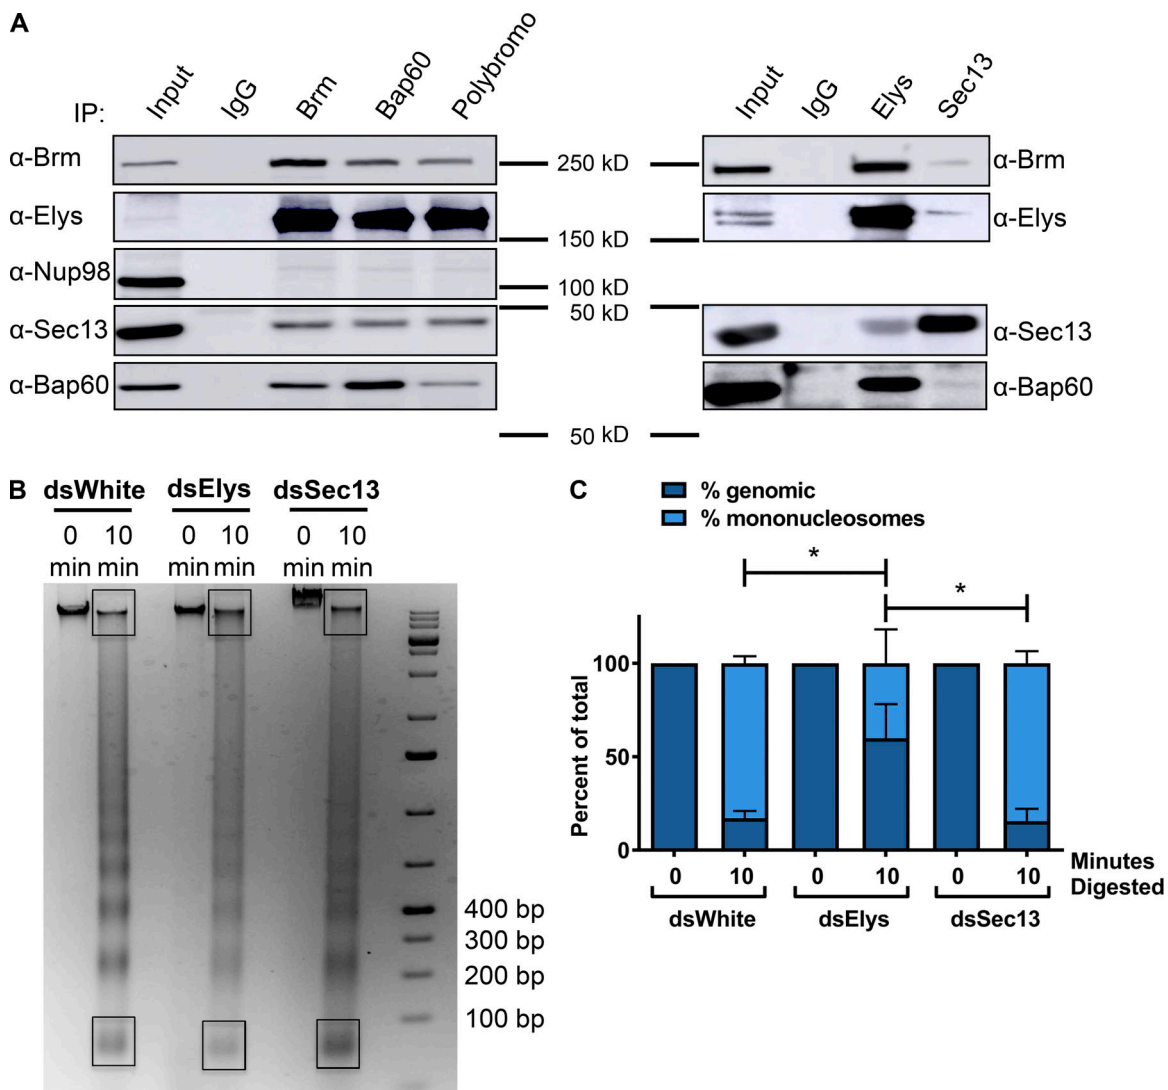 A
IP: Input IgG Brm Bap60 Polybromo Input IgG Elys Sec13
α-Brm 250 kD α-Brm
α-Elys α-Elys
150 kD
α-Nup98 100 kD
50 kD
α-Sec13 α-Sec13
α-Bap60 α-Bap60
50 kD
B dsWhite dsElys dsSec13
0 10 0 10 0 10
min min min min min min
400 bp
300 bp
200 bp
100 bp
C
% genomic
% mononucleosomes
* *
Percent of total
100
50
0
0 10 0 10 0 10 Minutes Digested
dsWhite dsElys dsSec13